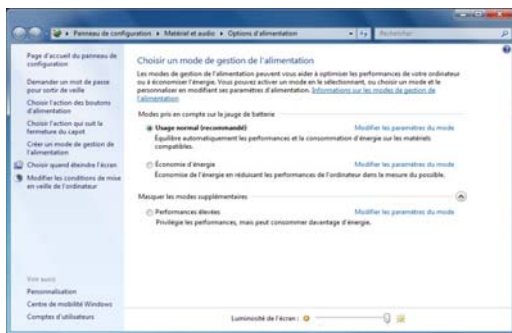 ▸ Panneau de configuration ▸ Matériel et audio ▸ Options d'alimentation
Rechercher
Page d'accueil du panneau de
configuration
Demander un mot de passe
pour sortir de veille
Choisir l'action des boutons
d'alimentation
Choisir l'action qui suit la
fermeture du capot
Créer un mode de gestion de
l'alimentation
Choisir quand éteindre l'écran
Modifier les conditions de mise
en veille de l'ordinateur
Voir aussi
Personnalisation
Centre de mobilité Windows
Comptes d'utilisateurs
Choisir un mode de gestion de l'alimentation
Les modes de gestion de l'alimentation peuvent vous aider à optimiser les performances de votre ordinateur
ou à économiser l'énergie. Vous pouvez activer un mode en le sélectionnant, ou choisir un mode et le
personnaliser en modifiant ses paramètres d'alimentation. Informations sur les modes de gestion de
l'alimentation
Modes pris en compte sur la jauge de batterie
Usage normal (recommandé) Modifier les paramètres du mode
Équilibre automatiquement les performances et la consommation d'énergie sur les matériels
compatibles.
Économie d'énergie Modifier les paramètres du mode
Économise de l'énergie en réduisant les performances de l'ordinateur dans la mesure du possible.
Masquer les modes supplémentaires
Performances élevées Modifier les paramètres du mode
Privilégie les performances, mais peut consommer davantage d'énergie.
Luminosité de l'écran :